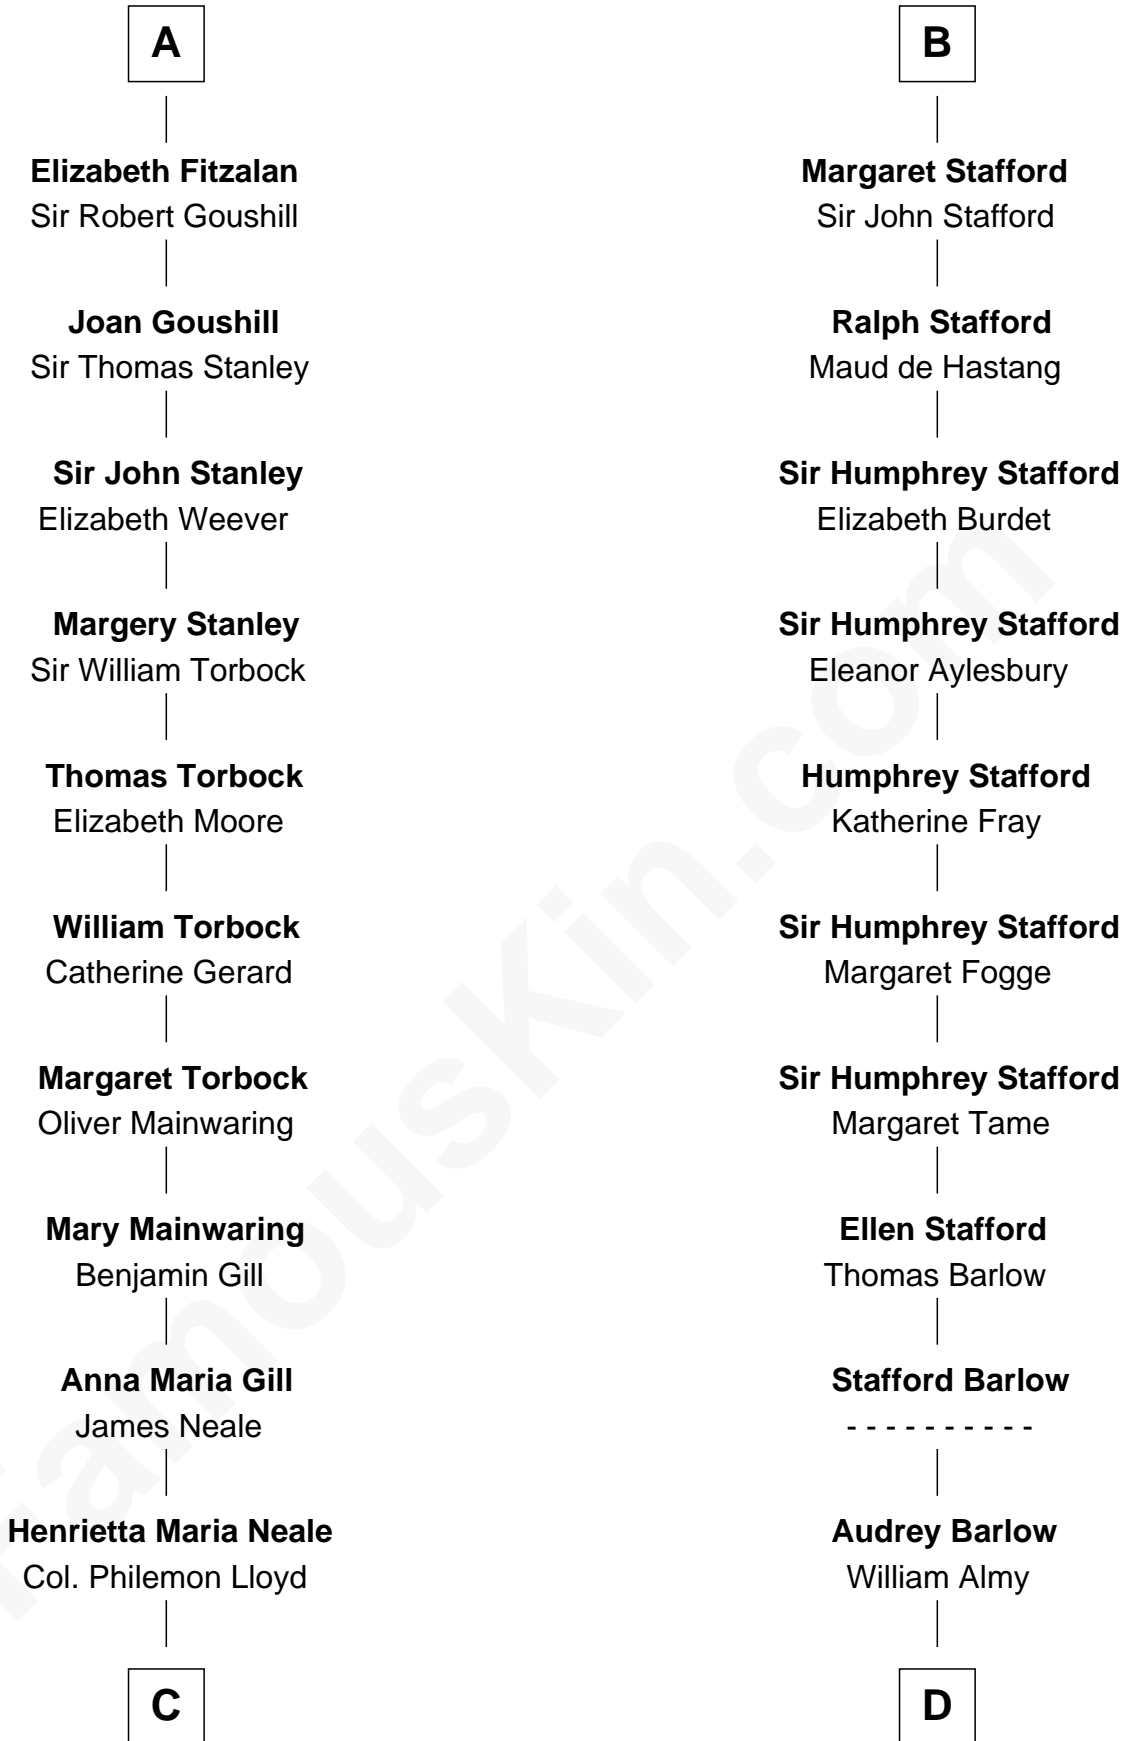 A
Elizabeth Fitzalan
Sir Robert Goushill
Joan Goushill
Sir Thomas Stanley
Sir John Stanley
Elizabeth Weever
Margery Stanley
Sir William Torbock
Thomas Torbock
Elizabeth Moore
William Torbock
Catherine Gerard
Margaret Torbock
Oliver Mainwaring
Mary Mainwaring
Benjamin Gill
Anna Maria Gill
James Neale
Henrietta Maria Neale
Col. Philemon Lloyd
C
B
Margaret Stafford
Sir John Stafford
Ralph Stafford
Maud de Hastang
Sir Humphrey Stafford
Elizabeth Burdet
Sir Humphrey Stafford
Eleanor Aylesbury
Humphrey Stafford
Katherine Fray
Sir Humphrey Stafford
Margaret Fogge
Sir Humphrey Stafford
Margaret Tame
Ellen Stafford
Thomas Barlow
Stafford Barlow
- - - - - - - - - -
Audrey Barlow
William Almy
D
FamousKin.com